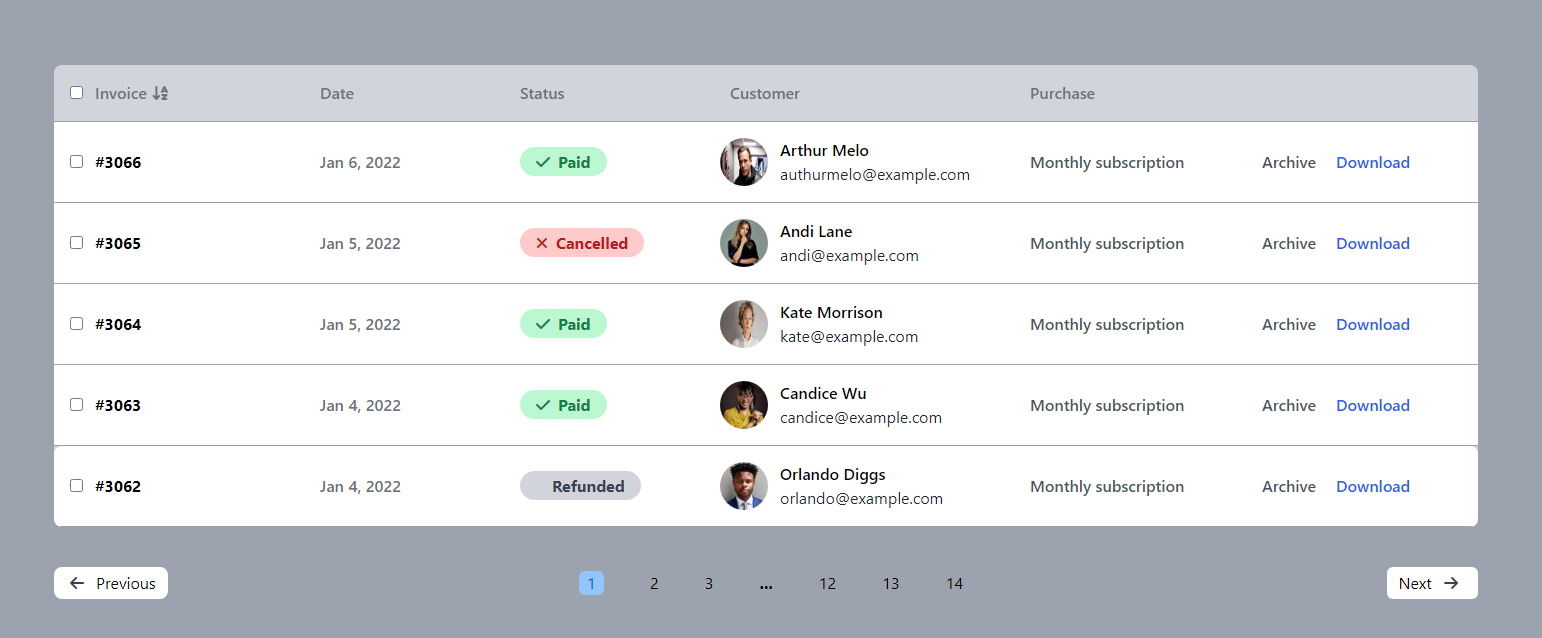 Invoice Date Status Customer Purchase
#3066 Jan 6, 2022 Paid Arthur Melo Monthly subscription Archive Download
authurmelo@example.com
#3065 Jan 5, 2022 Cancelled Andi Lane Monthly subscription Archive Download
andi@example.com
#3064 Jan 5, 2022 Paid Kate Morrison Monthly subscription Archive Download
kate@example.com
#3063 Jan 4, 2022 Paid Candice Wu Monthly subscription Archive Download
candice@example.com
#3062 Jan 4, 2022 Refunded Orlando Diggs Monthly subscription Archive Download
orlando@example.com
Previous 1 2 3 ... 12 13 14 Next